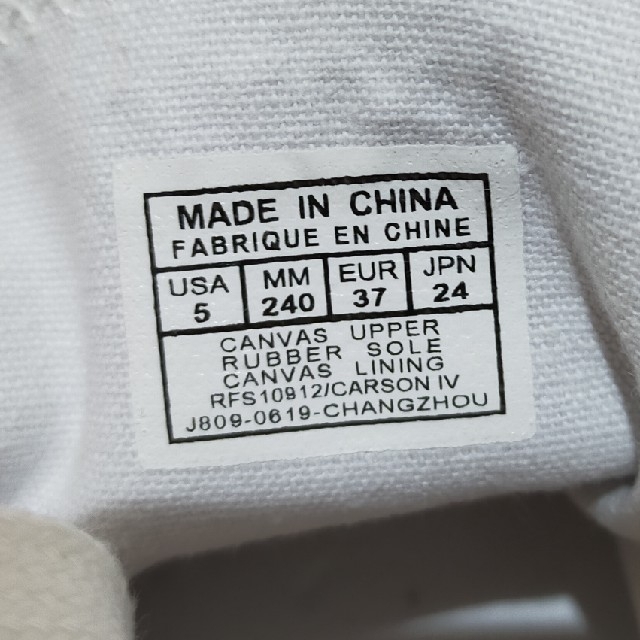 MADE IN CHINA
FABRIQUE EN CHINE
USA MM EUR JPN
5 240 37 24
CANVAS UPPER
RUBBER SOLE
CANVAS LINING
RFS10912/CARSON IV
J809-0619-CHANGZHOU